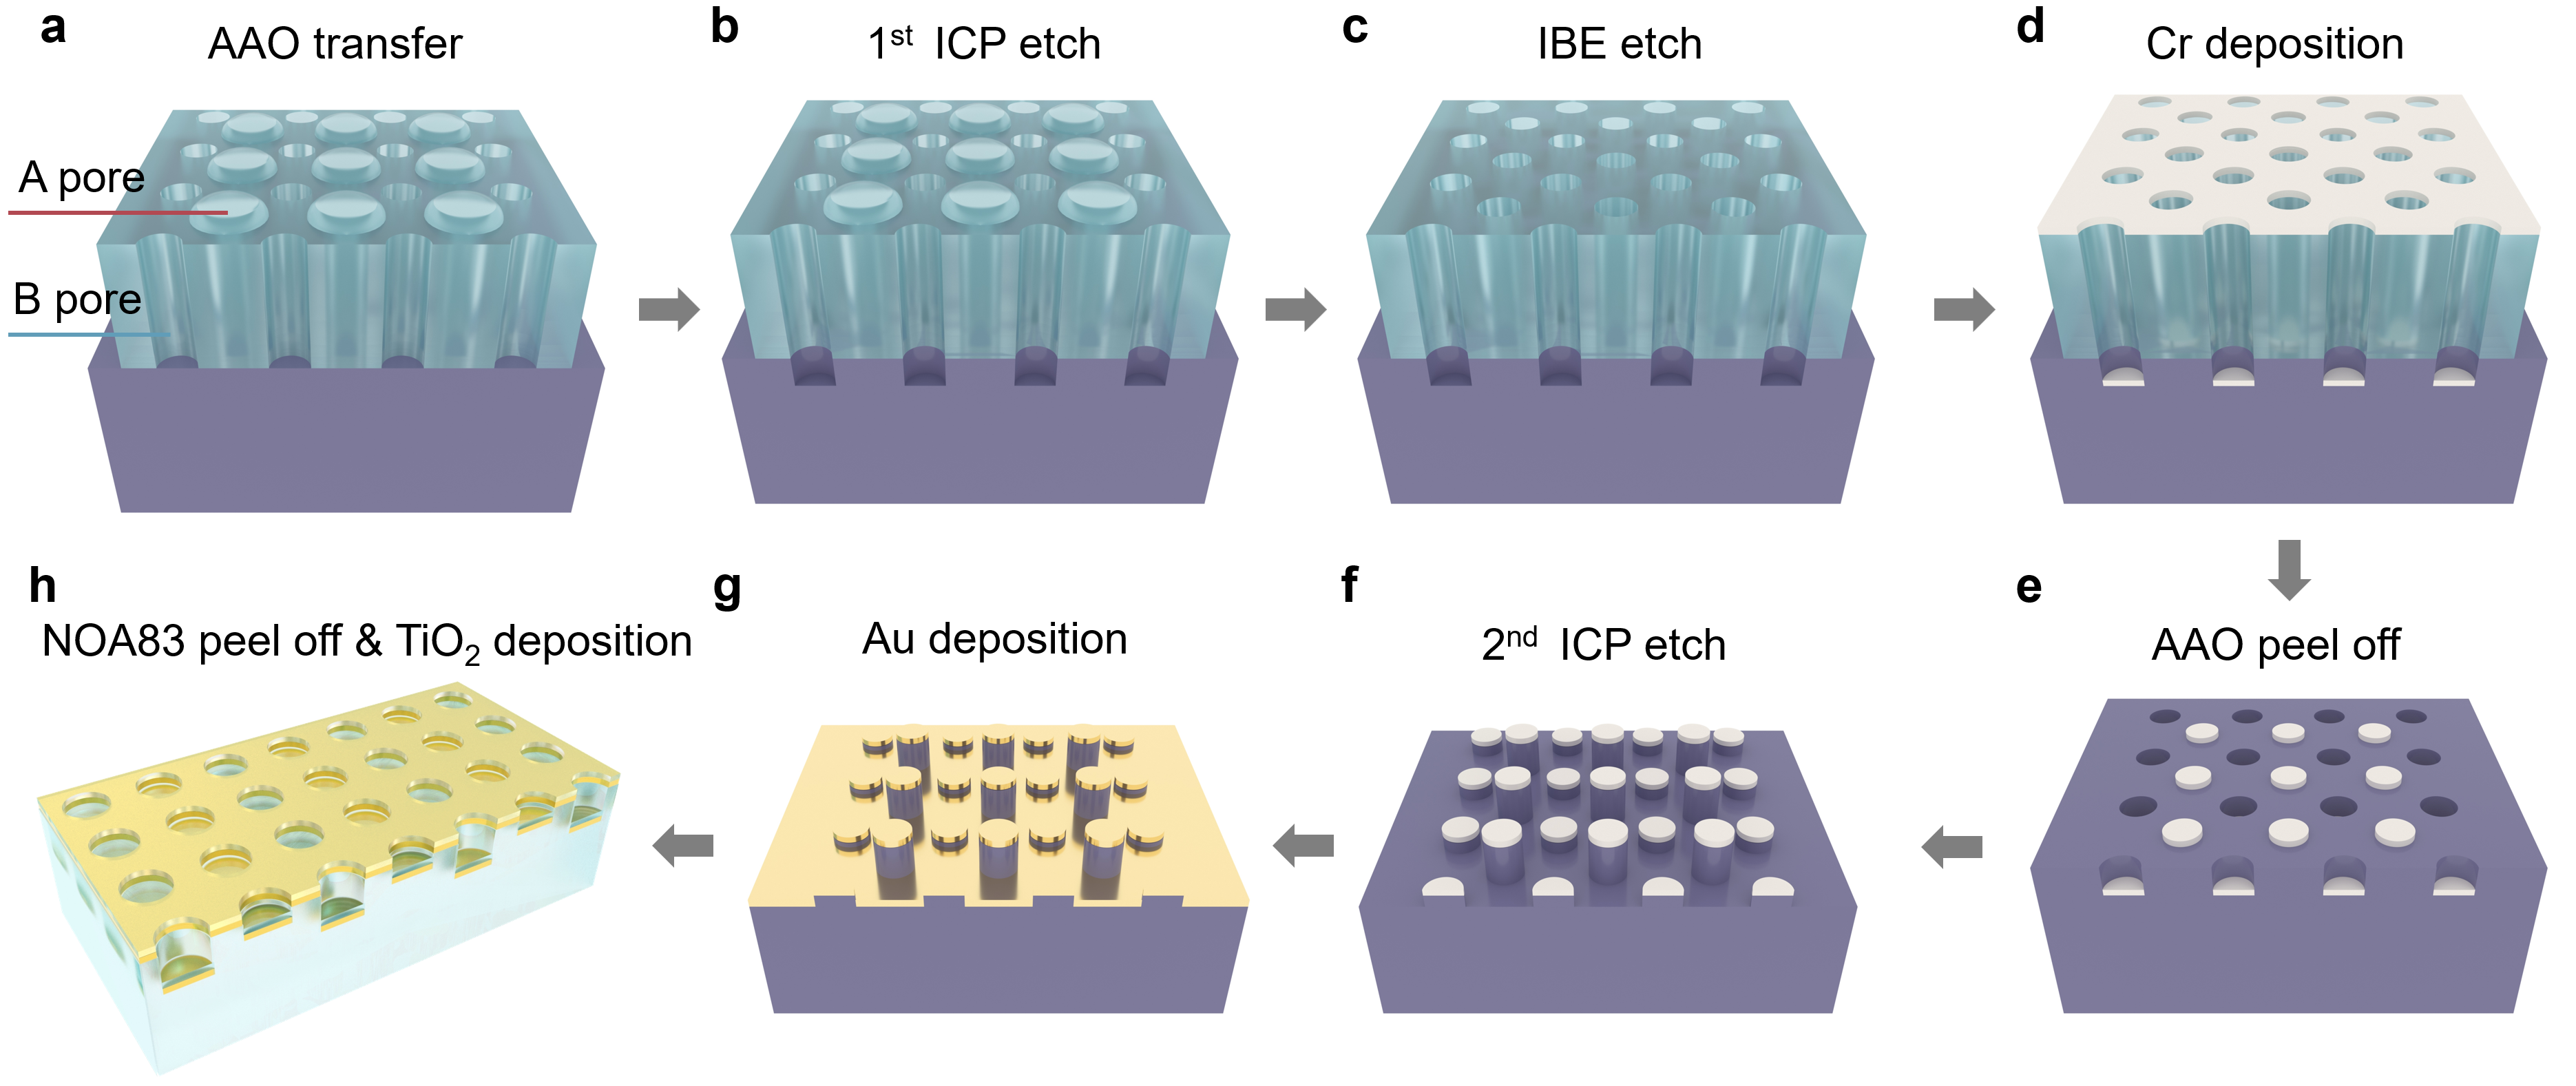 a
AAO transfer
A pore
B pore
b
1st ICP etch
c
IBE etch
d
Cr deposition
e
AAO peel off
f
2nd ICP etch
g
Au deposition
h
NOA83 peel off & TiO2 deposition